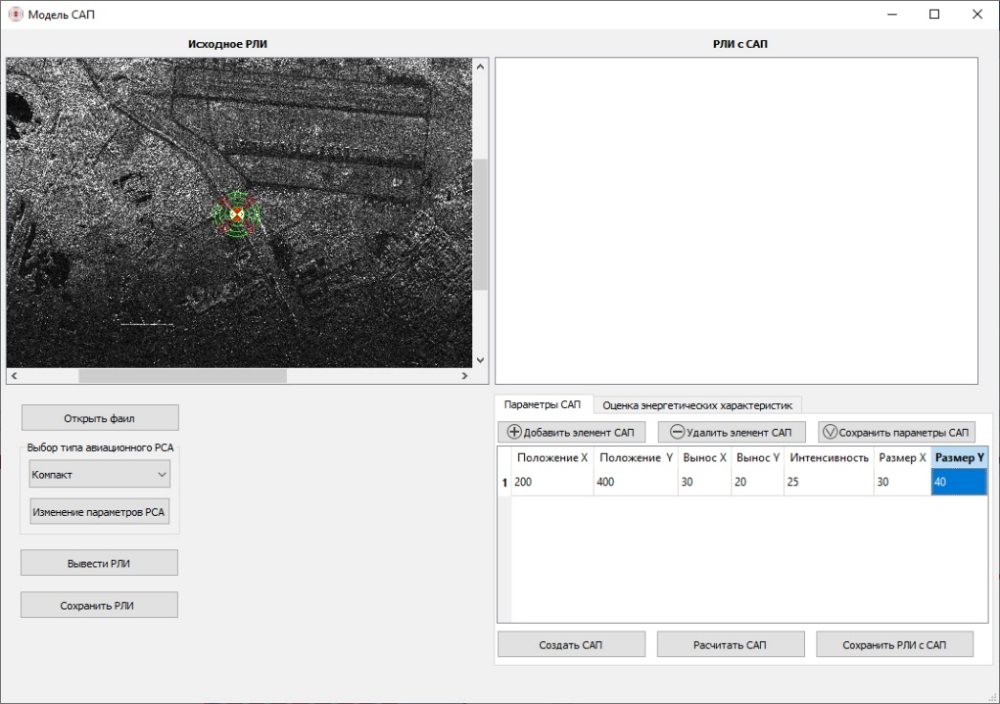 Модель САП
Исходное РЛИ
РЛИ с САП
Открыть фаил
Выбор типа авиационного РСА
Компакт
Изменение параметров РСА
Вывести РЛИ
Сохранить РЛИ
Параметры САП
Оценка энергетических характеристик
Добавить элемент САП
Удалить элемент САП
Сохранить параметры САП
Положение X Положение Y Вынос X Вынос Y Интенсивность Размер X Размер Y
1 200 400 30 20 25 30 40
Создать САП
Расчитать САП
Сохранить РЛИ с САП